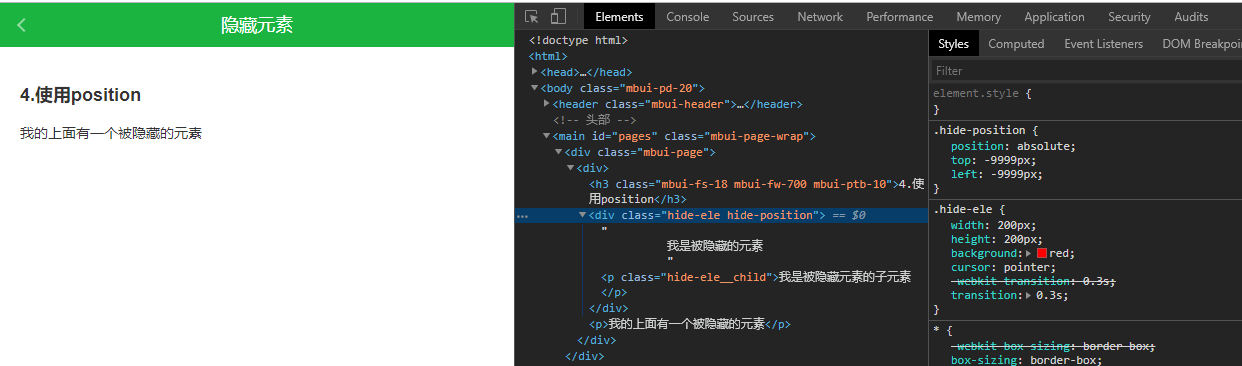 隐藏元素
4.使用position
我的上面有一个被隐藏的元素
Elements Console Sources Network Performance Memory Application Security Audits
<!doctype html>
<html>
<head>…</head>
<body class="mbui-pd-20">
<header class="mbui-header">…</header>
<!-- 头部 -->
<main id="pages" class="mbui-page-wrap">
<div class="mbui-page">
<div>
<h3 class="mbui-fs-18 mbui-fw-700 mbui-ptb-10">4.使
用position</h3>
… <div class="hide-ele hide-position"> == $0
"
我是被隐藏的元素
"
<p class="hide-ele__child">我是被隐藏元素的子元素
</p>
</div>
<p>我的上面有一个被隐藏的元素</p>
</div>
</div>
Styles Computed Event Listeners DOM Breakpoin
Filter
element.style {
}
.hide-position {
position: absolute;
top: -9999px;
left: -9999px;
}
.hide-ele {
width: 200px;
height: 200px;
background: red;
cursor: pointer;
-webkit-transition: 0.3s;
transition: 0.3s;
}
* {
-webkit-box-sizing: border-box;
box-sizing: border-box;